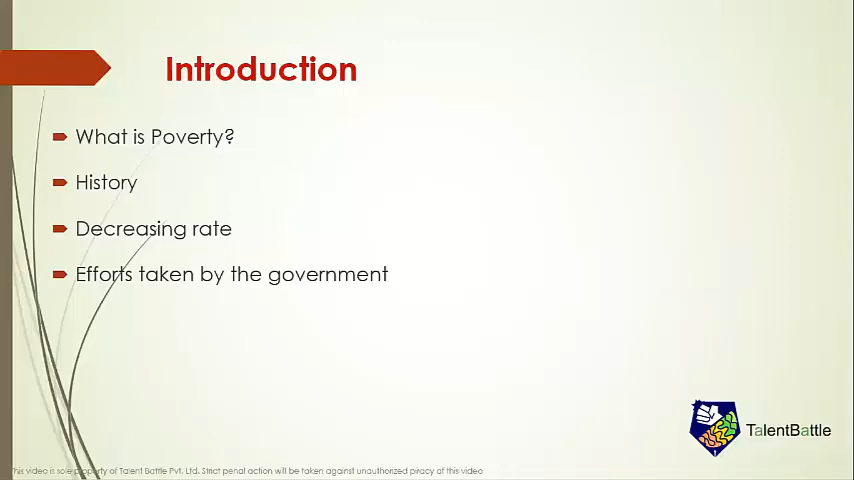 Introduction
What is Poverty?
History
Decreasing rate
Efforts taken by the government
TalentBattle
This video is sole property of Talent Battle Pvt. Ltd. Strict penal action will be taken against unauthorized piracy of this video